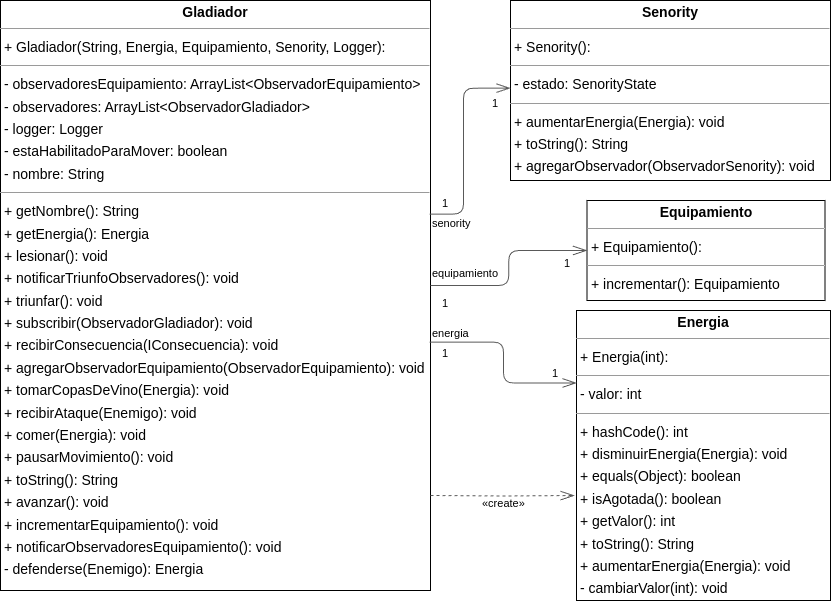 Gladiador
+ Gladiador(String, Energia, Equipamiento, Senority, Logger):
- observadoresEquipamiento: ArrayList<ObservadorEquipamiento>
- observadores: ArrayList<ObservadorGladiador>
- logger: Logger
- estaHabilitadoParaMover: boolean
- nombre: String
+ getNombre(): String
+ getEnergia(): Energia
+ lesionar(): void
+ notificarTriunfoObservadores(): void
+ triunfar(): void
+ subscribir(ObservadorGladiador): void
+ recibirConsecuencia(IConsecuencia): void
+ agregarObservadorEquipamiento(ObservadorEquipamiento): void
+ tomarCopasDeVino(Energia): void
+ recibirAtaque(Enemigo): void
+ comer(Energia): void
+ pausarMovimiento(): void
+ toString(): String
+ avanzar(): void
+ incrementarEquipamiento(): void
+ notificarObservadoresEquipamiento(): void
- defenderse(Enemigo): Energia
1
senority
1
equipamiento
1
1
energia
1
1
«create»
Senority
+ Senority():
- estado: SenorityState
+ aumentarEnergia(Energia): void
+ toString(): String
+ agregarObservador(ObservadorSenority): void
Equipamiento
+ Equipamiento():
+ incrementar(): Equipamiento
Energia
+ Energia(int):
- valor: int
+ hashCode(): int
+ disminuirEnergia(Energia): void
+ equals(Object): boolean
+ isAgotada(): boolean
+ getValor(): int
+ toString(): String
+ aumentarEnergia(Energia): void
- cambiarValor(int): void